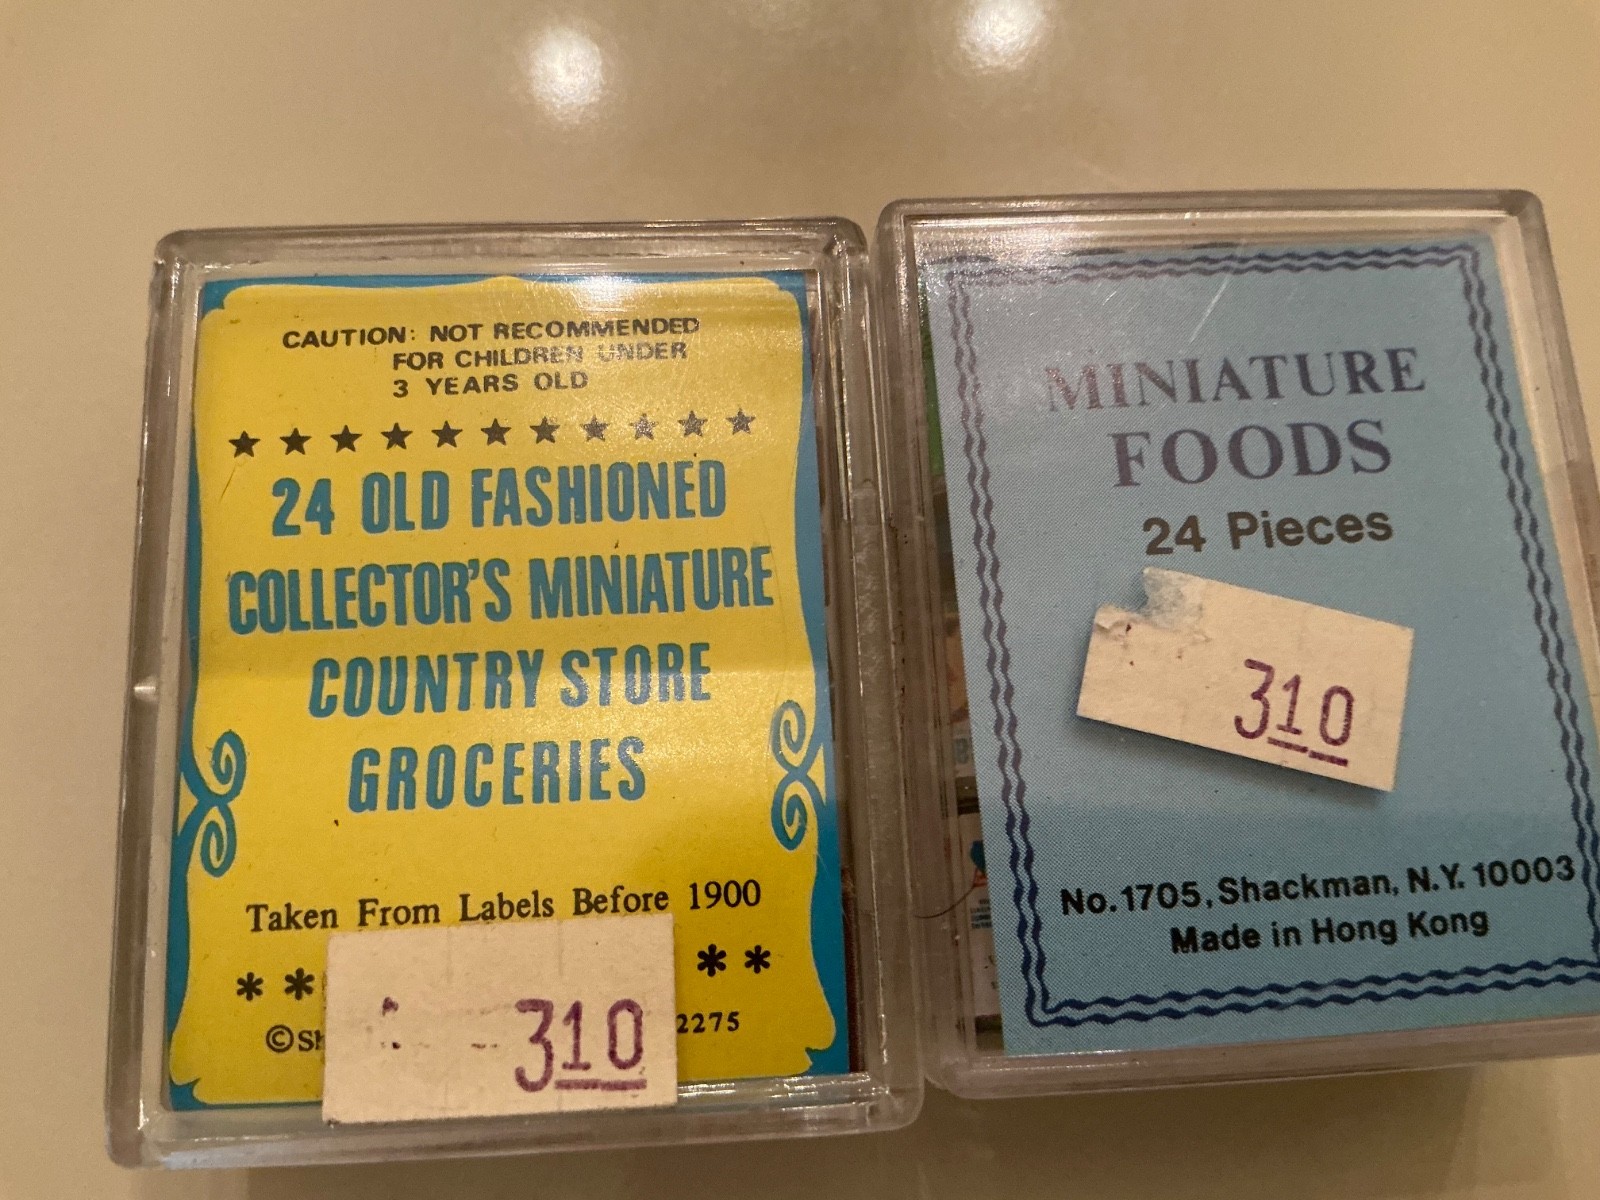 CAUTION: NOT RECOMMENDED
FOR CHILDREN UNDER
3 YEARS OLD
24 OLD FASHIONED
COLLECTOR'S MINIATURE
COUNTRY STORE
GROCERIES
Taken From Labels Before 1900
©Sh
2275
310
MINIATURE
FOODS
24 Pieces
310
No. 1705, Shackman, N.Y. 10003
Made in Hong Kong